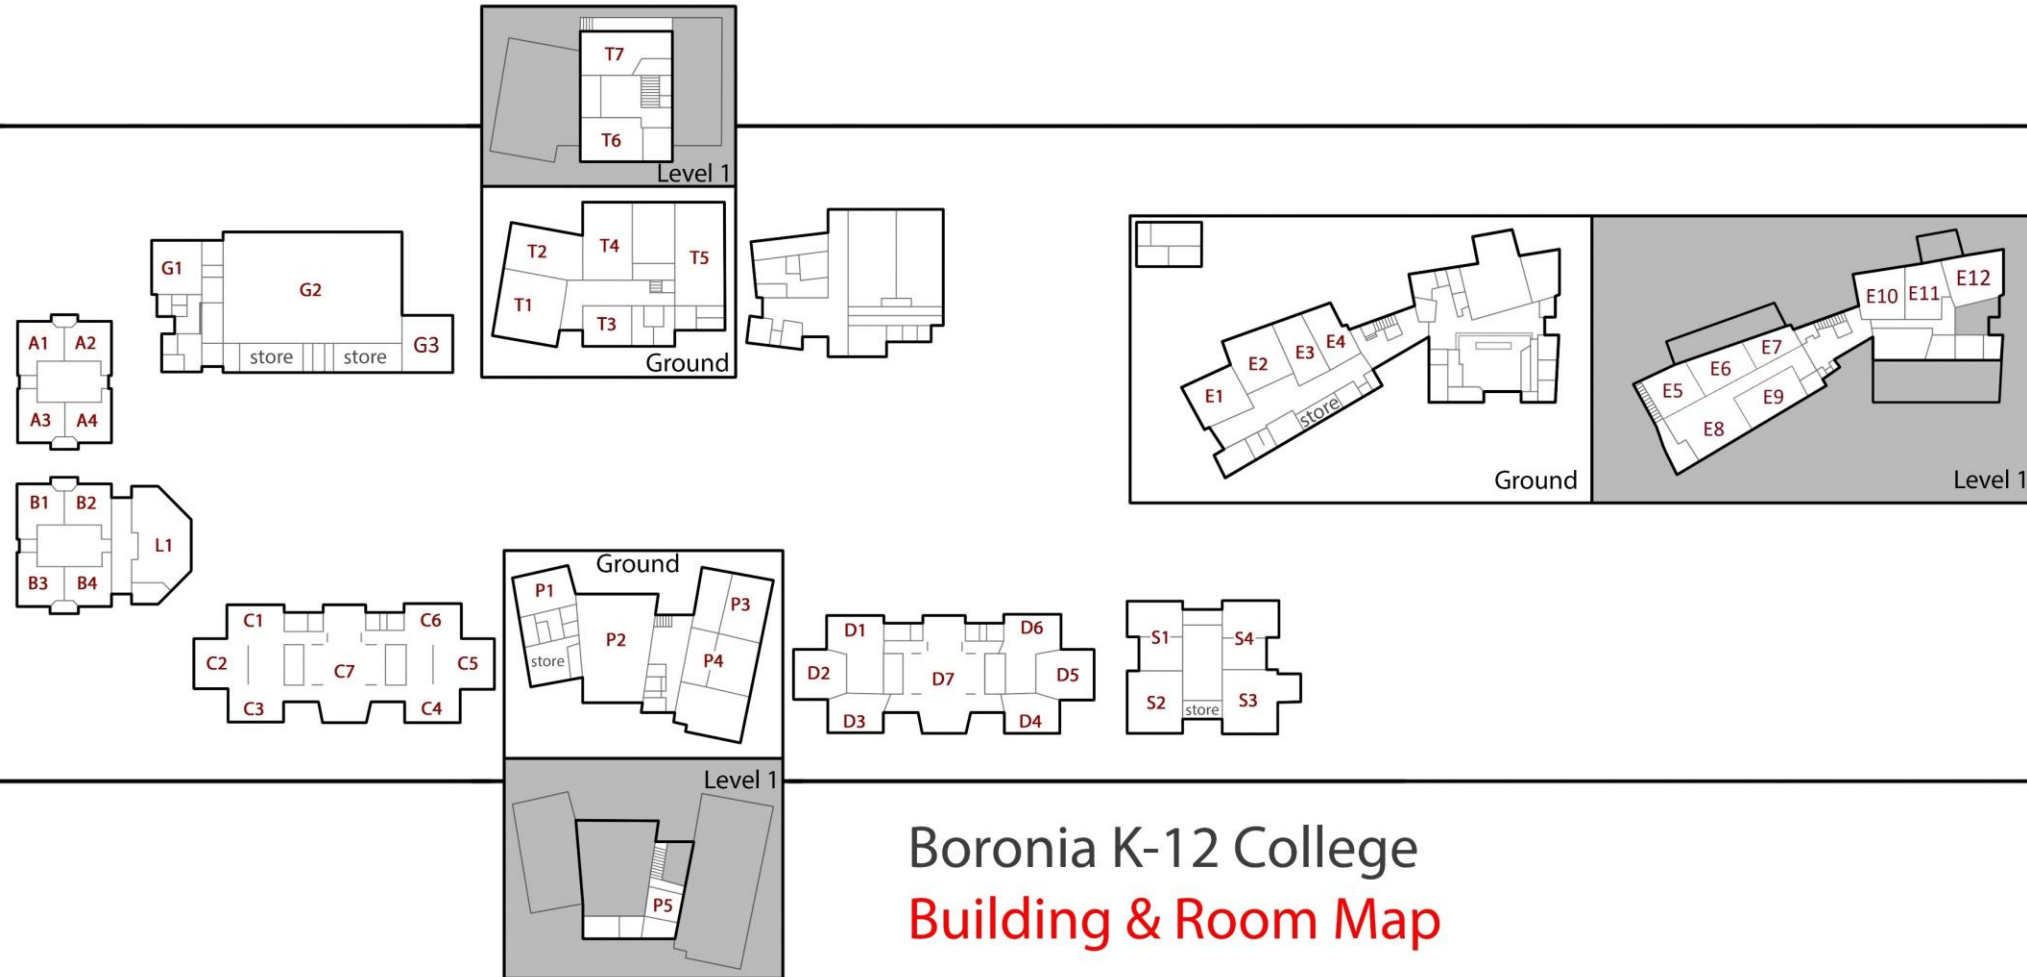 T7
T6
Level 1
T2
T4
T5
T1
T3
Ground
G1
G2
G3
store
store
A1
A2
A3
A4
B1
B2
B3
B4
L1
E1
E2
E3
E4
store
Ground
E5
E6
E7
E8
E9
E10
E11
E12
Level 1
C1
C2
C3
C4
C5
C6
C7
Ground
P1
P2
P3
P4
store
Level 1
P5
D1
D2
D3
D4
D5
D6
D7
S1
S2
S3
S4
store
Boronia K-12 College
Building & Room Map